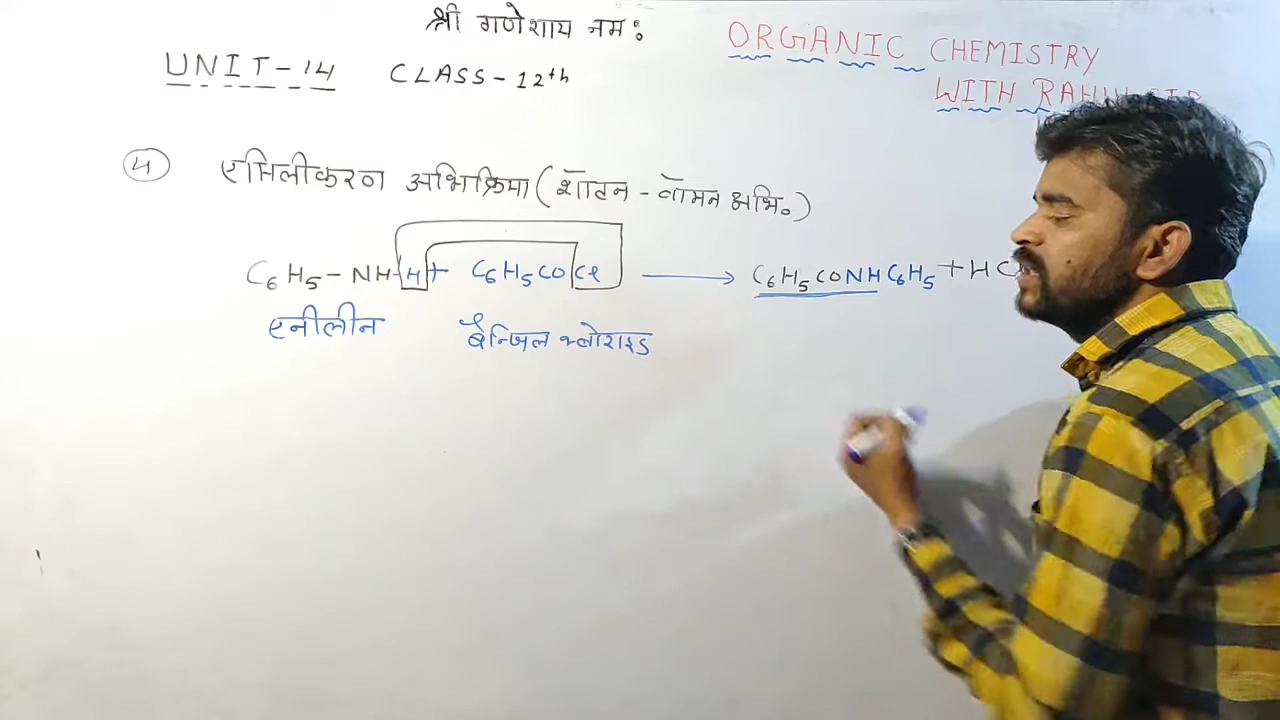 श्री गणेशाय नमः
ORGANIC CHEMISTRY
WITH
UNIT-14 CLASS-12th
4 एसिलीकरण अभिक्रिया (शॉटन - वॉमन अभि॰)
C6H5-NH-H + C6H5COCl ⟶ C6H5CONHC6H5 + HC
एनीलीन बैन्जिल क्लोराइड